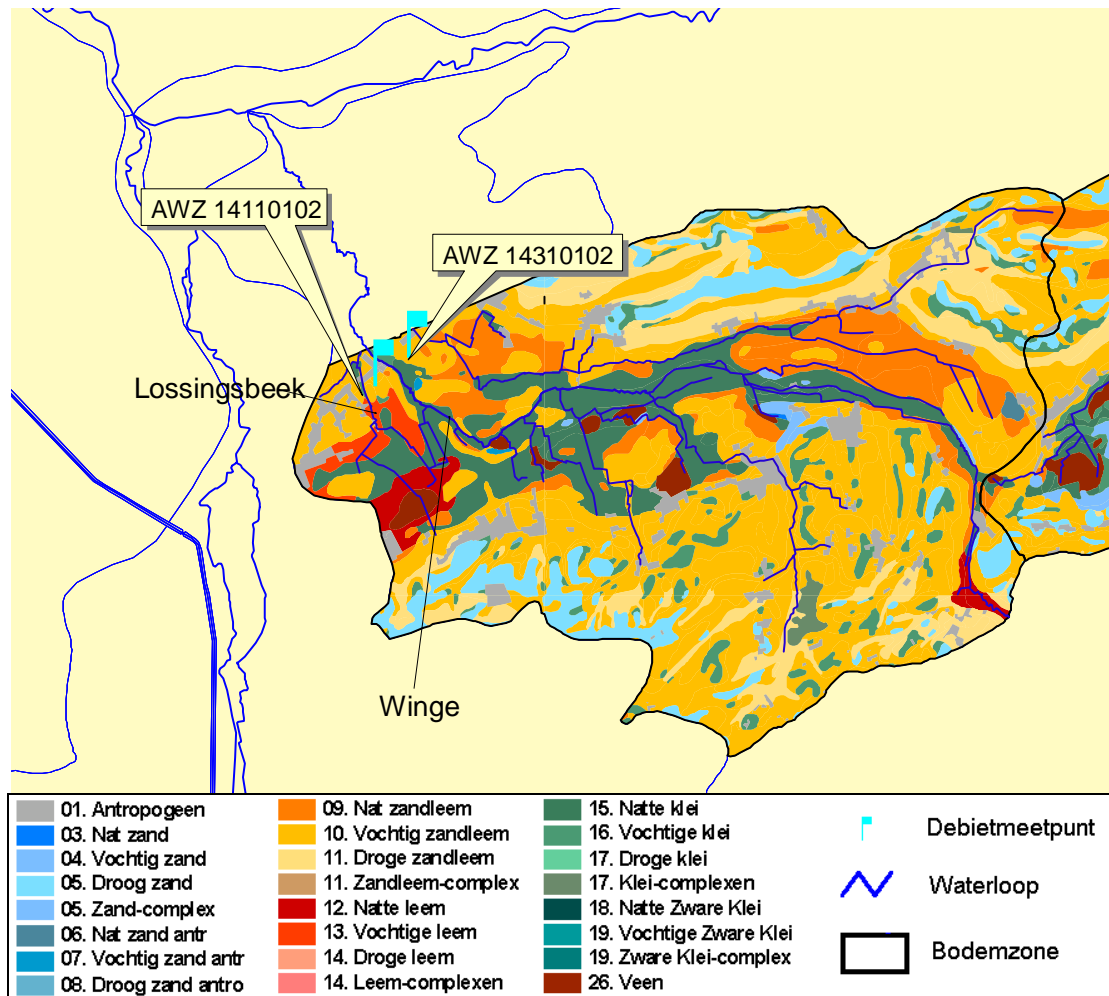 AWZ 14110102
AWZ 14310102
Lossingsbeek
Winge
01. Antropogeen
03. Nat zand
04. Vochtig zand
05. Droog zand
05. Zand-complex
06. Nat zand antr
07. Vochtig zand antr
08. Droog zand antro
09. Nat zandleem
10. Vochtig zandleem
11. Droge zandleem
11. Zandleem-complex
12. Natte leem
13. Vochtige leem
14. Droge leem
14. Leem-complexen
15. Natte klei
16. Vochtige klei
17. Droge klei
17. Klei-complexen
18. Natte Zware Klei
19. Vochtige Zware Klei
19. Zware Klei-complex
26. Veen
Debietmeetpunt
Waterloop
Bodemzone